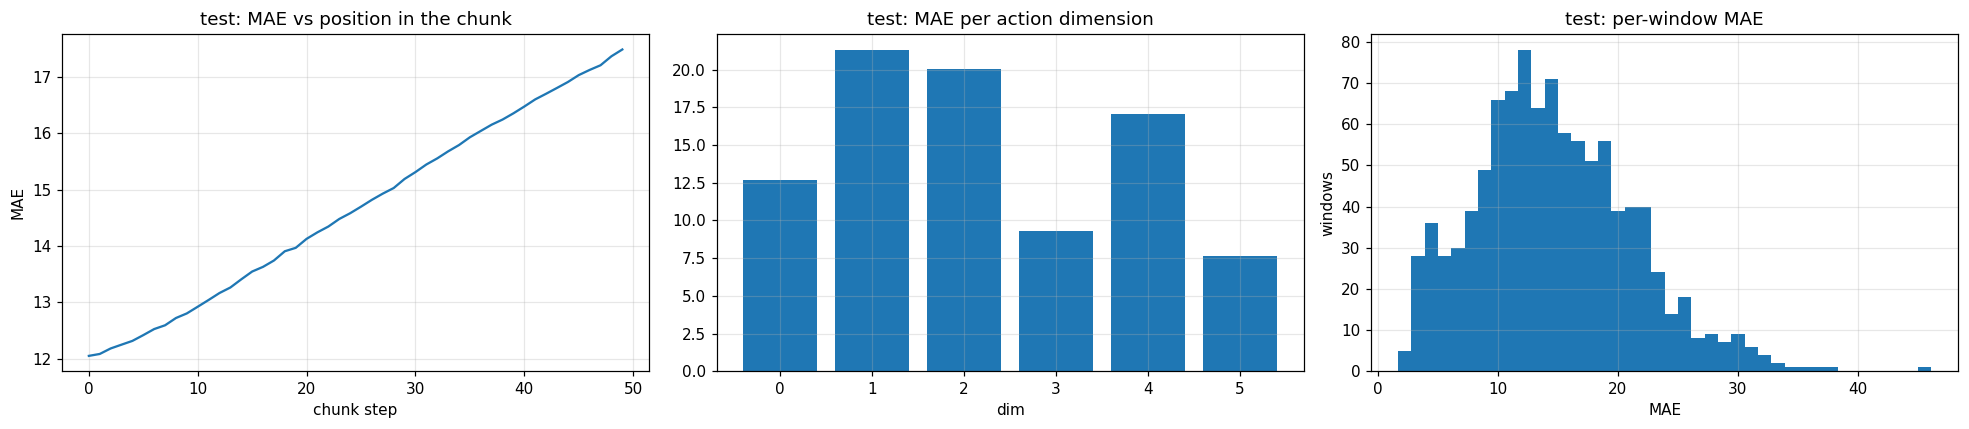 test: MAE vs position in the chunk
17
16
15
14
13
12
MAE
0 10 20 30 40 50
chunk step
test: MAE per action dimension
20.0
17.5
15.0
12.5
10.0
7.5
5.0
2.5
0.0
0 1 2 3 4 5
dim
test: per-window MAE
80
70
60
50
40
30
20
10
0
windows
0 10 20 30 40
MAE